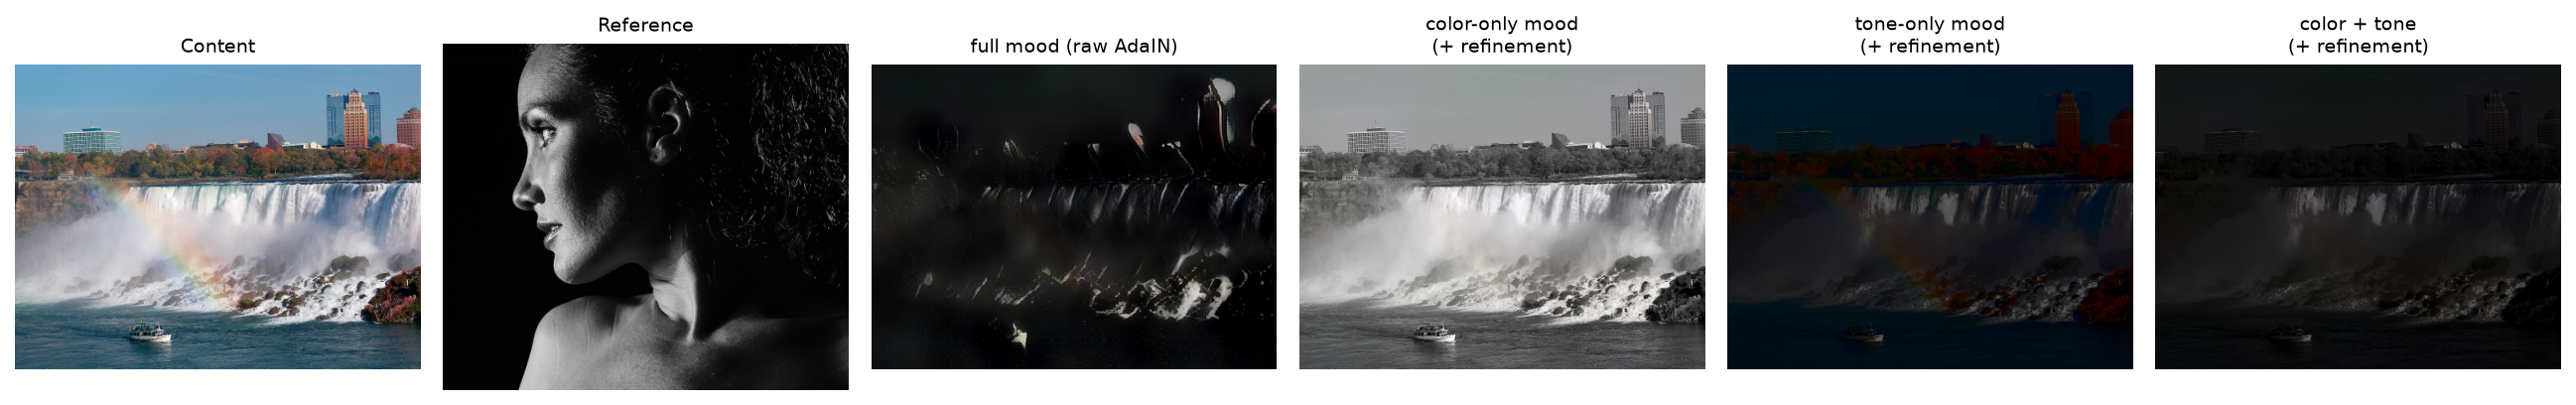 Content
Reference
full mood (raw AdaIN)
color-only mood
(+ refinement)
tone-only mood
(+ refinement)
color + tone
(+ refinement)